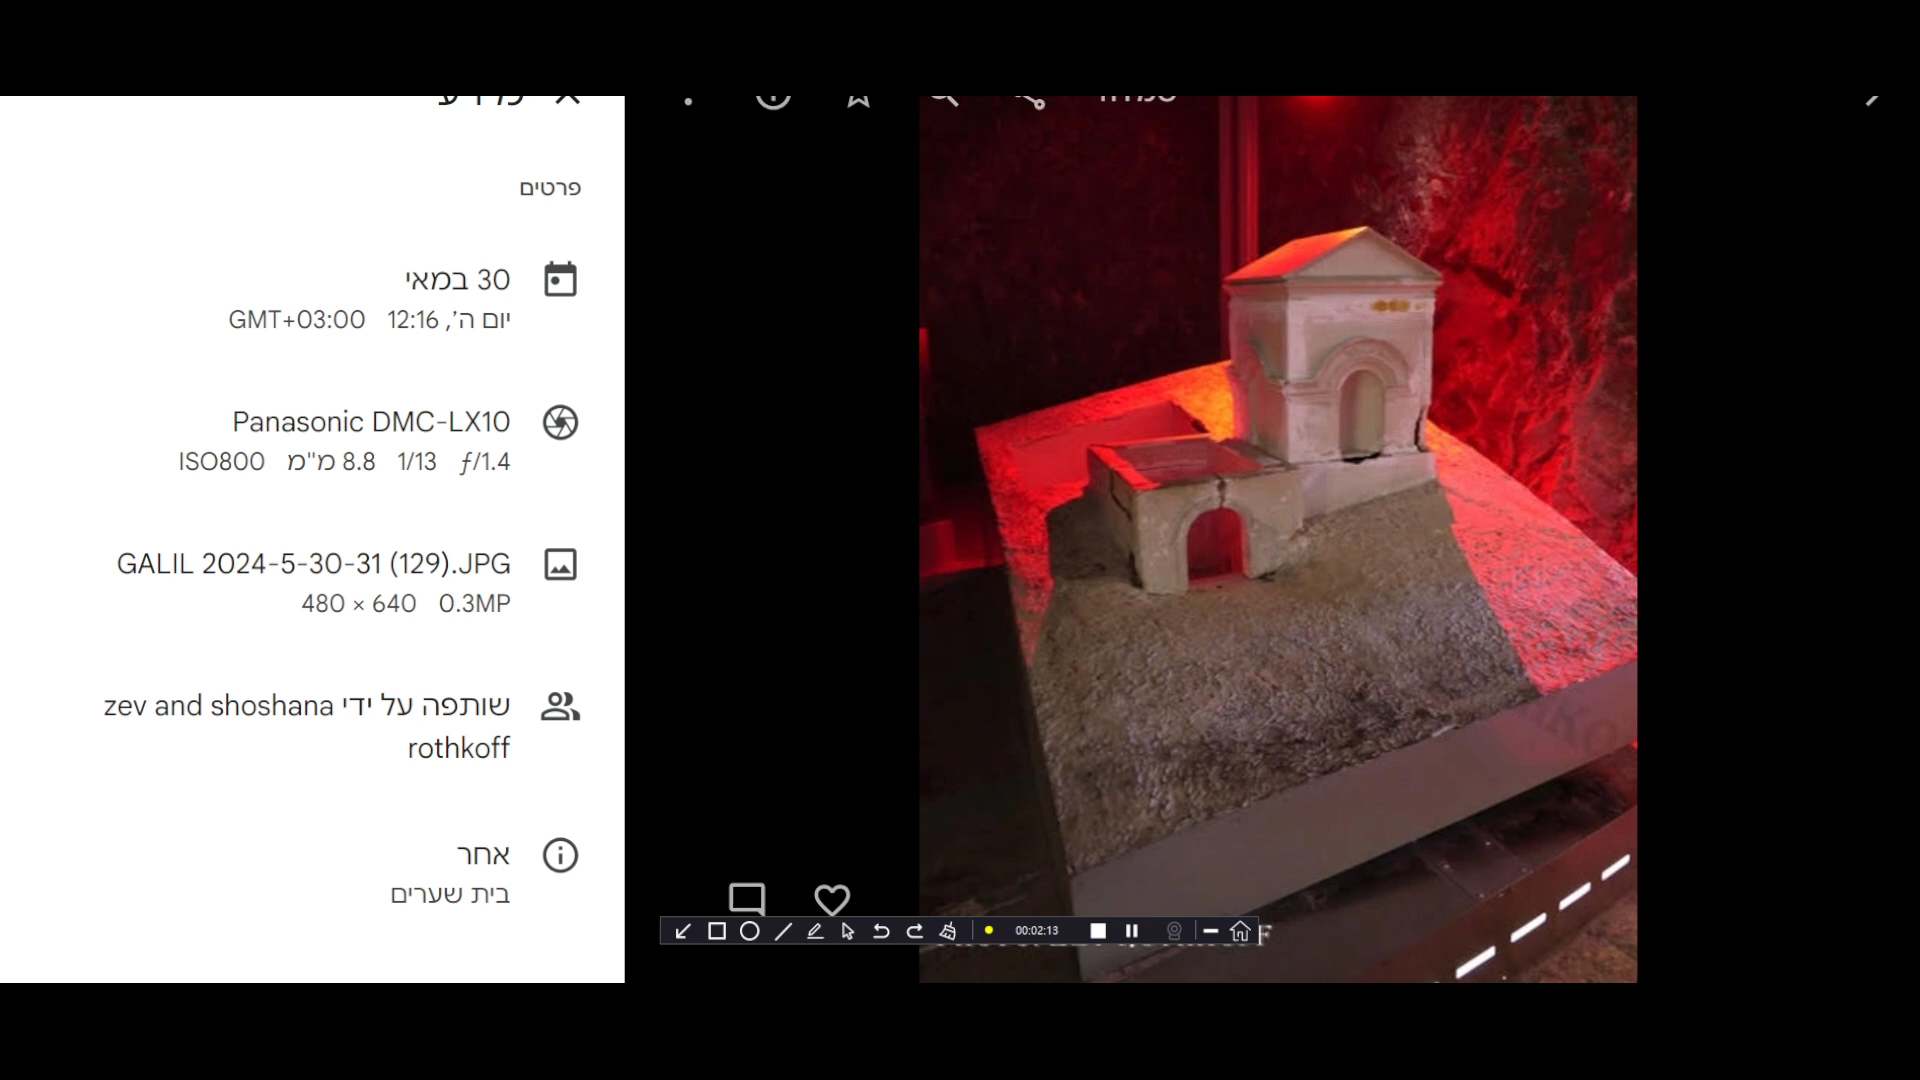 פרטים
30 במאי
יום ה׳, 12:16 GMT+03:00
Panasonic DMC-LX10
ƒ/1.4 1/13 8.8 מ"מ ISO800
GALIL 2024-5-30-31 (129).JPG
480 × 640 0.3MP
שותפה על ידי zev and shoshana
rothkoff
אחר
בית שערים
00:02:13